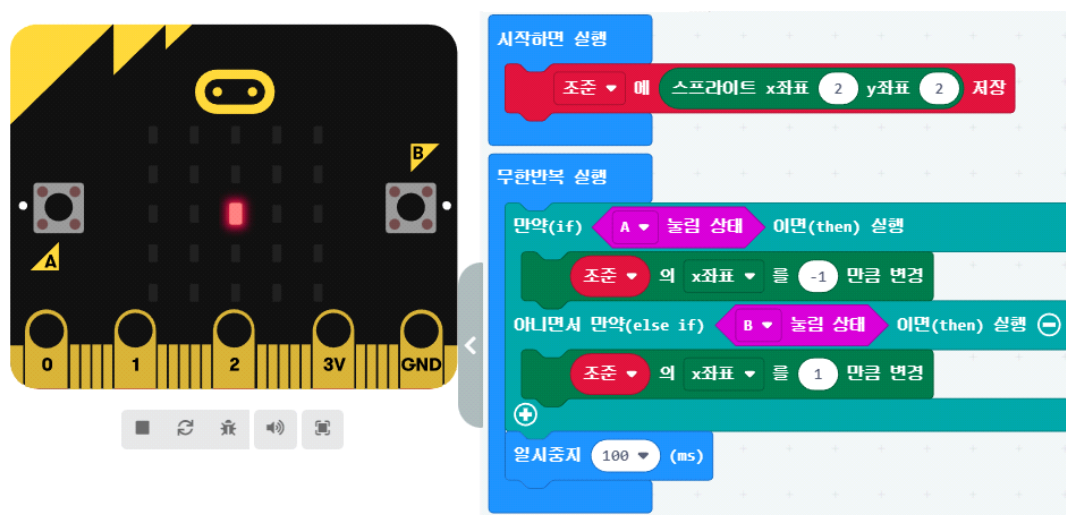 시작하면 실행
조준 에 스프라이트 x좌표 2 y좌표 2 저장
무한반복 실행
만약(if) A 눌림 상태 이면(then) 실행
조준 의 x좌표 를 -1 만큼 변경
아니면서 만약(else if) B 눌림 상태 이면(then) 실행
조준 의 x좌표 를 1 만큼 변경
일시중지 100 (ms)
B
A
0 1 2 3V GND